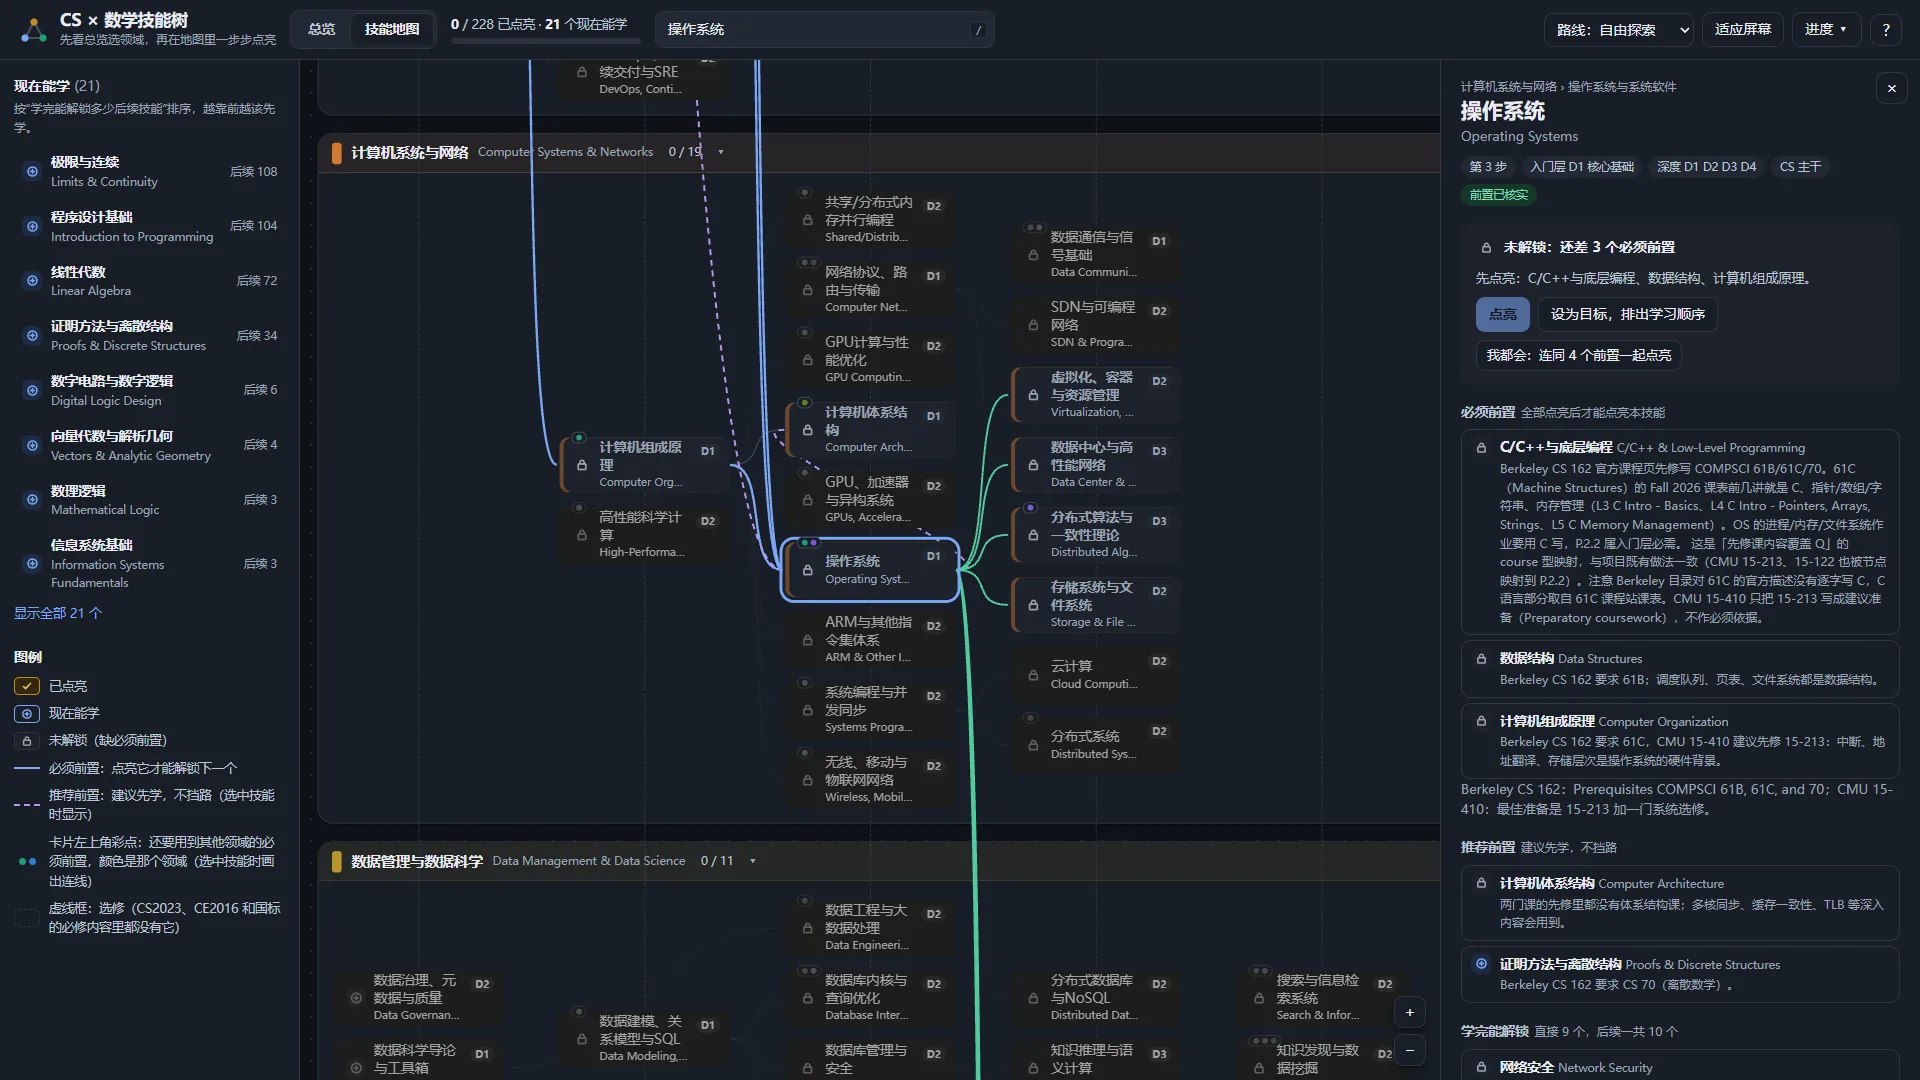 CS × 数学技能树
先看总览选领域，再在地图里一步步点亮
总览
技能地图
0 / 228 已点亮 · 21 个现在能学
操作系统
/
路线：自由探索
适应屏幕
进度 ▾
?
现在能学 (21)
按“学完能解锁多少后续技能”排序，越靠前越该先
学。
极限与连续
Limits & Continuity
后续 108
程序设计基础
Introduction to Programming
后续 104
线性代数
Linear Algebra
后续 72
证明方法与离散结构
Proofs & Discrete Structures
后续 34
数字电路与数字逻辑
Digital Logic Design
后续 6
向量代数与解析几何
Vectors & Analytic Geometry
后续 4
数理逻辑
Mathematical Logic
后续 3
信息系统基础
Information Systems
Fundamentals
后续 3
显示全部 21 个
图例
已点亮
现在能学
未解锁（缺必须前置）
必须前置：点亮它才能解锁下一个
推荐前置：建议先学，不挡路（选中技能
时显示）
卡片左上角彩点：还要用到其他领域的必
须前置，颜色是那个领域（选中技能时画
出连线）
虚线框：选修（CS2023、CE2016 和国标
的必修内容里都没有它）
续交付与SRE
DevOps, Conti...
计算机系统与网络 Computer Systems & Networks 0 / 19 ▾
计算机组成原
理
Computer Org...
D1
高性能科学计
算
High-Performa...
D2
共享/分布式内
存并行编程
Shared/Distrib...
D2
网络协议、路
由与传输
Computer Net...
D1
GPU计算与性
能优化
GPU Computin...
D2
计算机体系结
构
Computer Arch...
D1
GPU、加速器
与异构系统
GPUs, Accelera...
D2
操作系统
Operating Syst...
D1
ARM与其他指
令集体系
ARM & Other I...
D2
系统编程与并
发同步
Systems Progra...
D2
无线、移动与
物联网网络
Wireless, Mobil...
D2
数据通信与信
号基础
Data Communi...
D1
SDN与可编程
网络
SDN & Progra...
D2
虚拟化、容器
与资源管理
Virtualization, ...
D2
数据中心与高
性能网络
Data Center & ...
D3
分布式算法与
一致性理论
Distributed Alg...
D3
存储系统与文
件系统
Storage & File ...
D2
云计算
Cloud Computi...
D2
分布式系统
Distributed Sys...
D2
数据管理与数据科学 Data Management & Data Science 0 / 11 ▾
数据治理、元
数据与质量
Data Governan...
D2
数据科学导论
与工具箱
D1
数据建模、关
系模型与SQL
Data Modeling,...
D1
数据工程与大
数据处理
Data Engineeri...
D2
数据库内核与
查询优化
Database Inter...
D2
数据库管理与
安全
D2
分布式数据库
与NoSQL
Distributed Dat...
D2
知识推理与语
义计算
D3
搜索与信息检
索系统
Search & Infor...
D2
知识发现与数
据挖掘
D2
+
−
计算机系统与网络 › 操作系统与系统软件
×
操作系统
Operating Systems
第 3 步
入门层 D1 核心基础
深度 D1 D2 D3 D4
CS 主干
前置已核实
未解锁：还差 3 个必须前置
先点亮：C/C++与底层编程、数据结构、计算机组成原理。
点亮
设为目标，排出学习顺序
我都会：连同 4 个前置一起点亮
必须前置 全部点亮后才能点亮本技能
C/C++与底层编程 C/C++ & Low-Level Programming
Berkeley CS 162 官方课程页先修写 COMPSCI 61B/61C/70。61C
（Machine Structures）的 Fall 2026 课表前几讲就是 C、指针/数组/字
符串、内存管理（L3 C Intro - Basics、L4 C Intro - Pointers, Arrays,
Strings、L5 C Memory Management）。OS 的进程/内存/文件系统作
业要用 C 写，P.2.2 属入门层必需。 这是「先修课内容覆盖 Q」的
course 型映射，与项目既有做法一致（CMU 15-213、15-122 也被节点
映射到 P.2.2）。注意 Berkeley 目录对 61C 的官方描述没有逐字写 C，C
语言部分取自 61C 课程站课表。CMU 15-410 只把 15-213 写成建议准
备（Preparatory coursework），不作必须依据。
数据结构 Data Structures
Berkeley CS 162 要求 61B；调度队列、页表、文件系统都是数据结构。
计算机组成原理 Computer Organization
Berkeley CS 162 要求 61C，CMU 15-410 建议先修 15-213：中断、地
址翻译、存储层次是操作系统的硬件背景。
Berkeley CS 162：Prerequisites COMPSCI 61B, 61C, and 70；CMU 15-
410：最佳准备是 15-213 加一门系统选修。
推荐前置 建议先学，不挡路
计算机体系结构 Computer Architecture
两门课的先修里都没有体系结构课；多核同步、缓存一致性、TLB 等深入
内容会用到。
证明方法与离散结构 Proofs & Discrete Structures
Berkeley CS 162 要求 CS 70（离散数学）。
学完能解锁 直接 9 个，后续一共 10 个
网络安全 Network Security